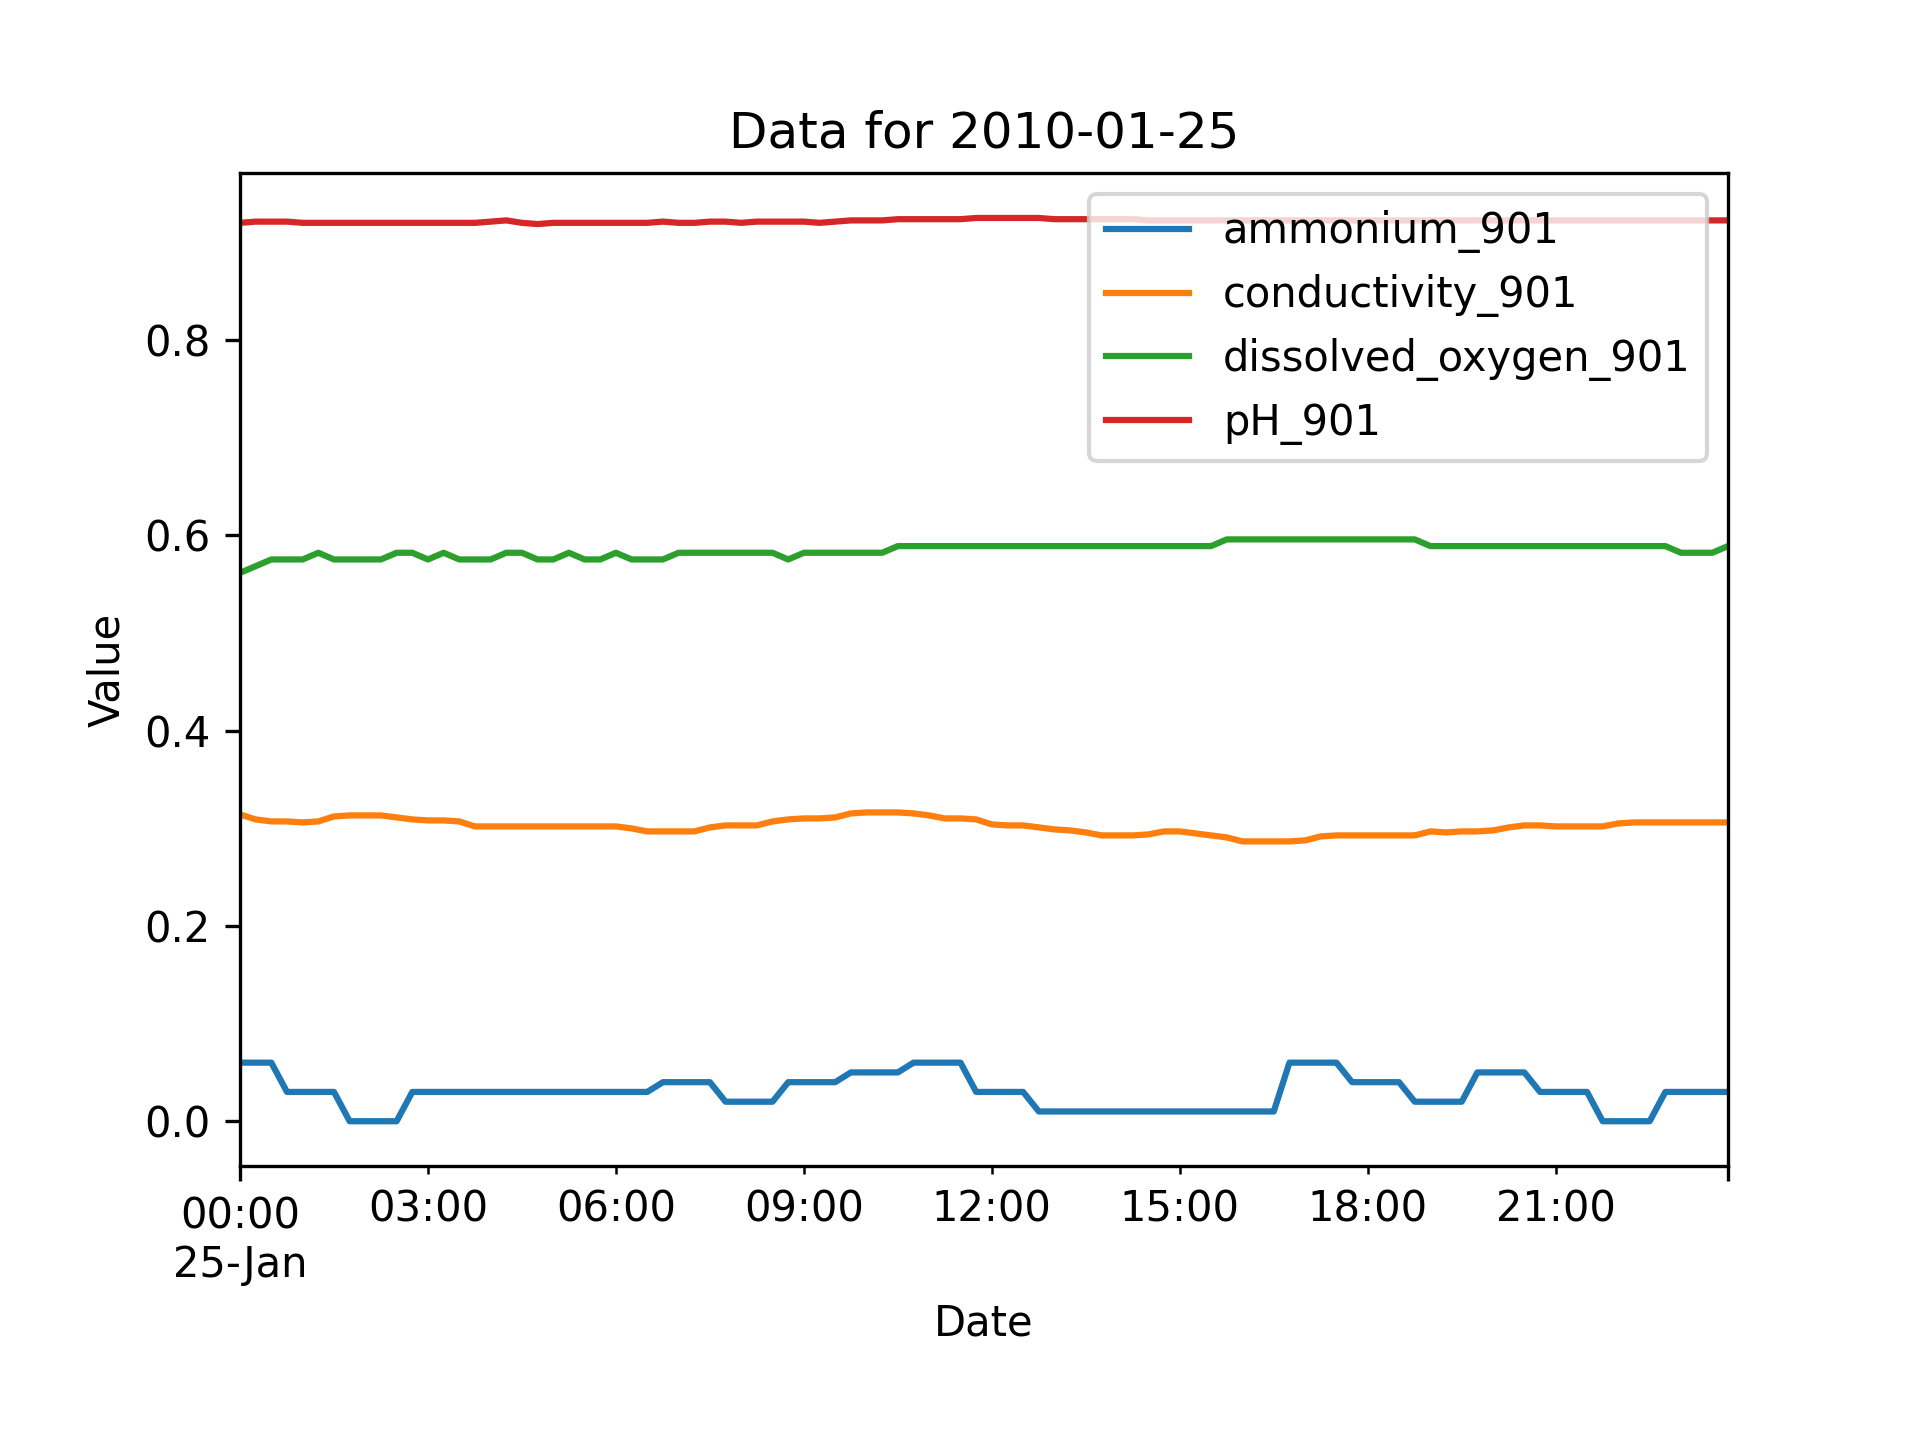 Data for 2010-01-25
ammonium_901
conductivity_901
dissolved_oxygen_901
pH_901
Value
0.8
0.6
0.4
0.2
0.0
00:00 03:00 06:00 09:00 12:00 15:00 18:00 21:00
25-Jan
Date